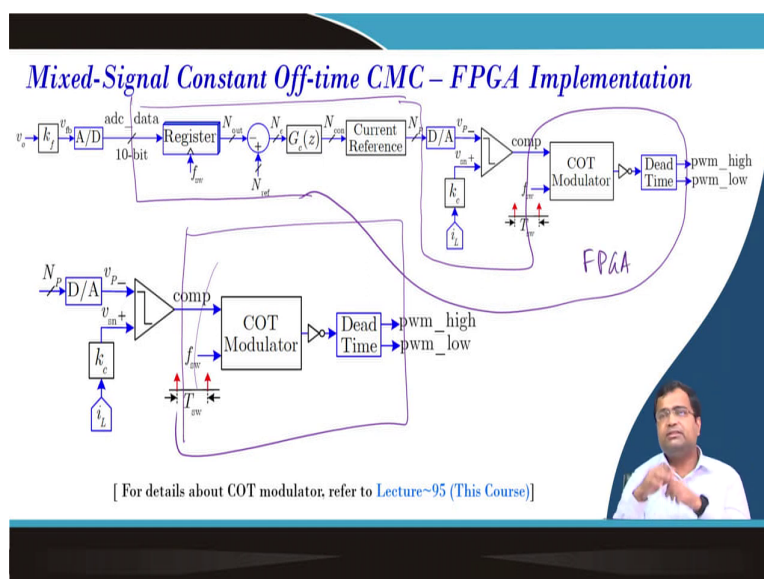 Mixed-Signal Constant Off-time CMC – FPGA Implementation
v_o k_f v_fb A/D adc_data 10-bit Register f_sw N_out − + N_ref N_e G_c(z) N_con Current Reference N_P D/A v_P − v_sn + k_c i_L comp f_sw T_sw COT Modulator Dead Time pwm_high pwm_low
FPGA
N_P D/A v_P − v_sn + k_c i_L comp f_sw T_sw COT Modulator Dead Time pwm_high pwm_low
[ For details about COT modulator, refer to Lecture~95 (This Course)]